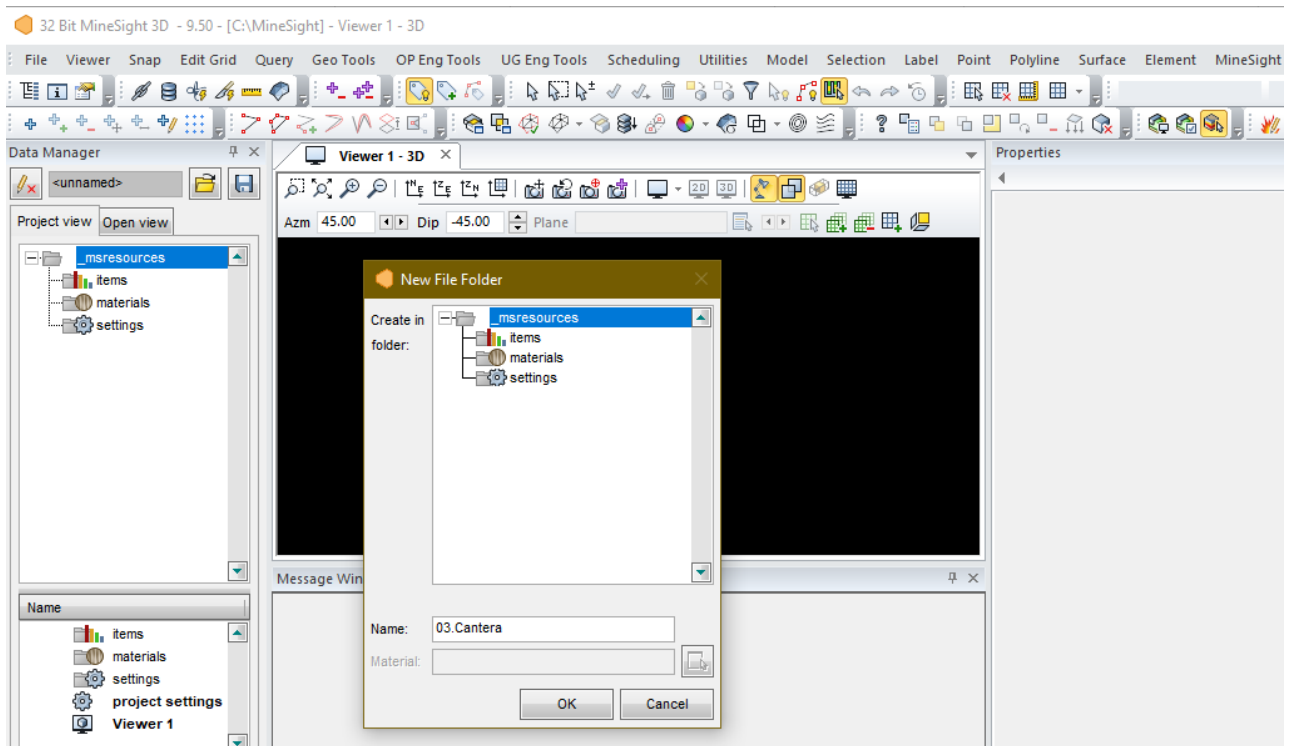 32 Bit MineSight 3D - 9.50 - [C:\MineSight] - Viewer 1 - 3D
File Viewer Snap Edit Grid Query Geo Tools OP Eng Tools UG Eng Tools Scheduling Utilities Model Selection Label Point Polyline Surface Element MineSight
Data Manager
Viewer 1 - 3D
Properties
<unnamed>
2D 3D
Project view Open view
Azm 45.00 Dip -45.00 Plane
_msresources
items
materials
settings
New File Folder
Create in folder:
_msresources
items
materials
settings
Message Win
Name: 03.Cantera
Material:
OK Cancel
Name
items
materials
settings
project settings
Viewer 1